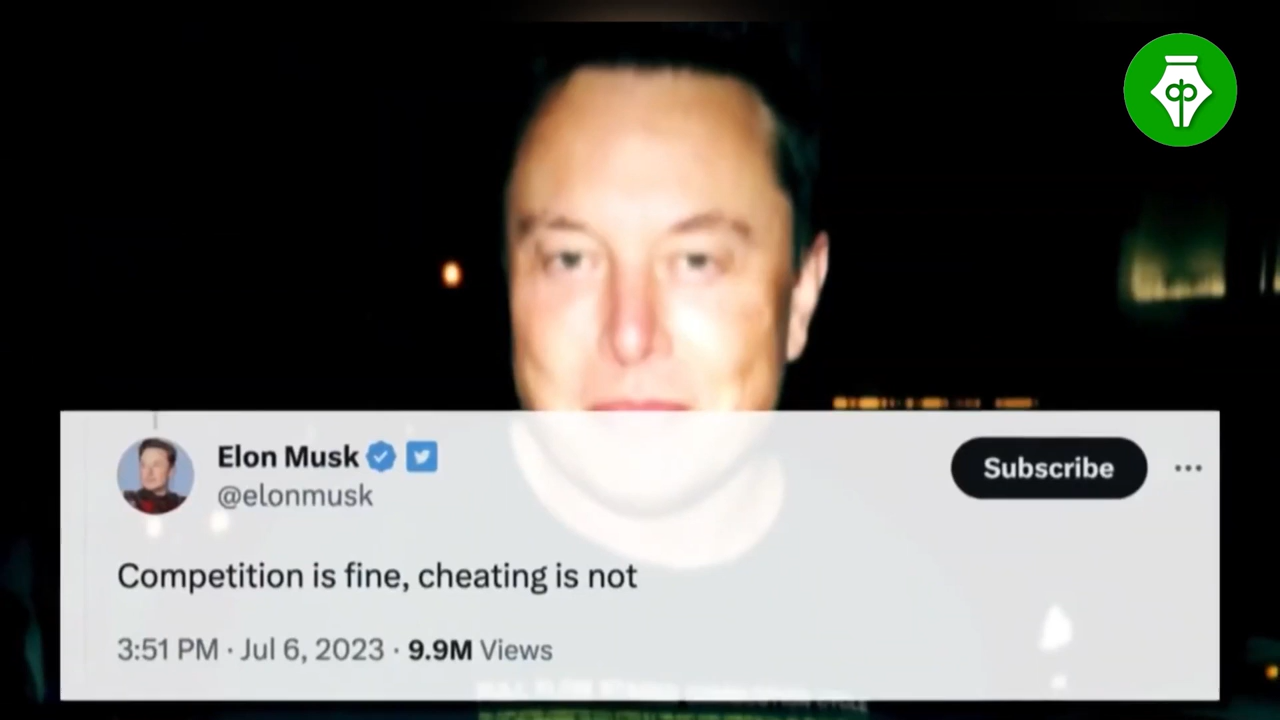 Elon Musk
@elonmusk
Subscribe
Competition is fine, cheating is not
3:51 PM · Jul 6, 2023 · 9.9M Views